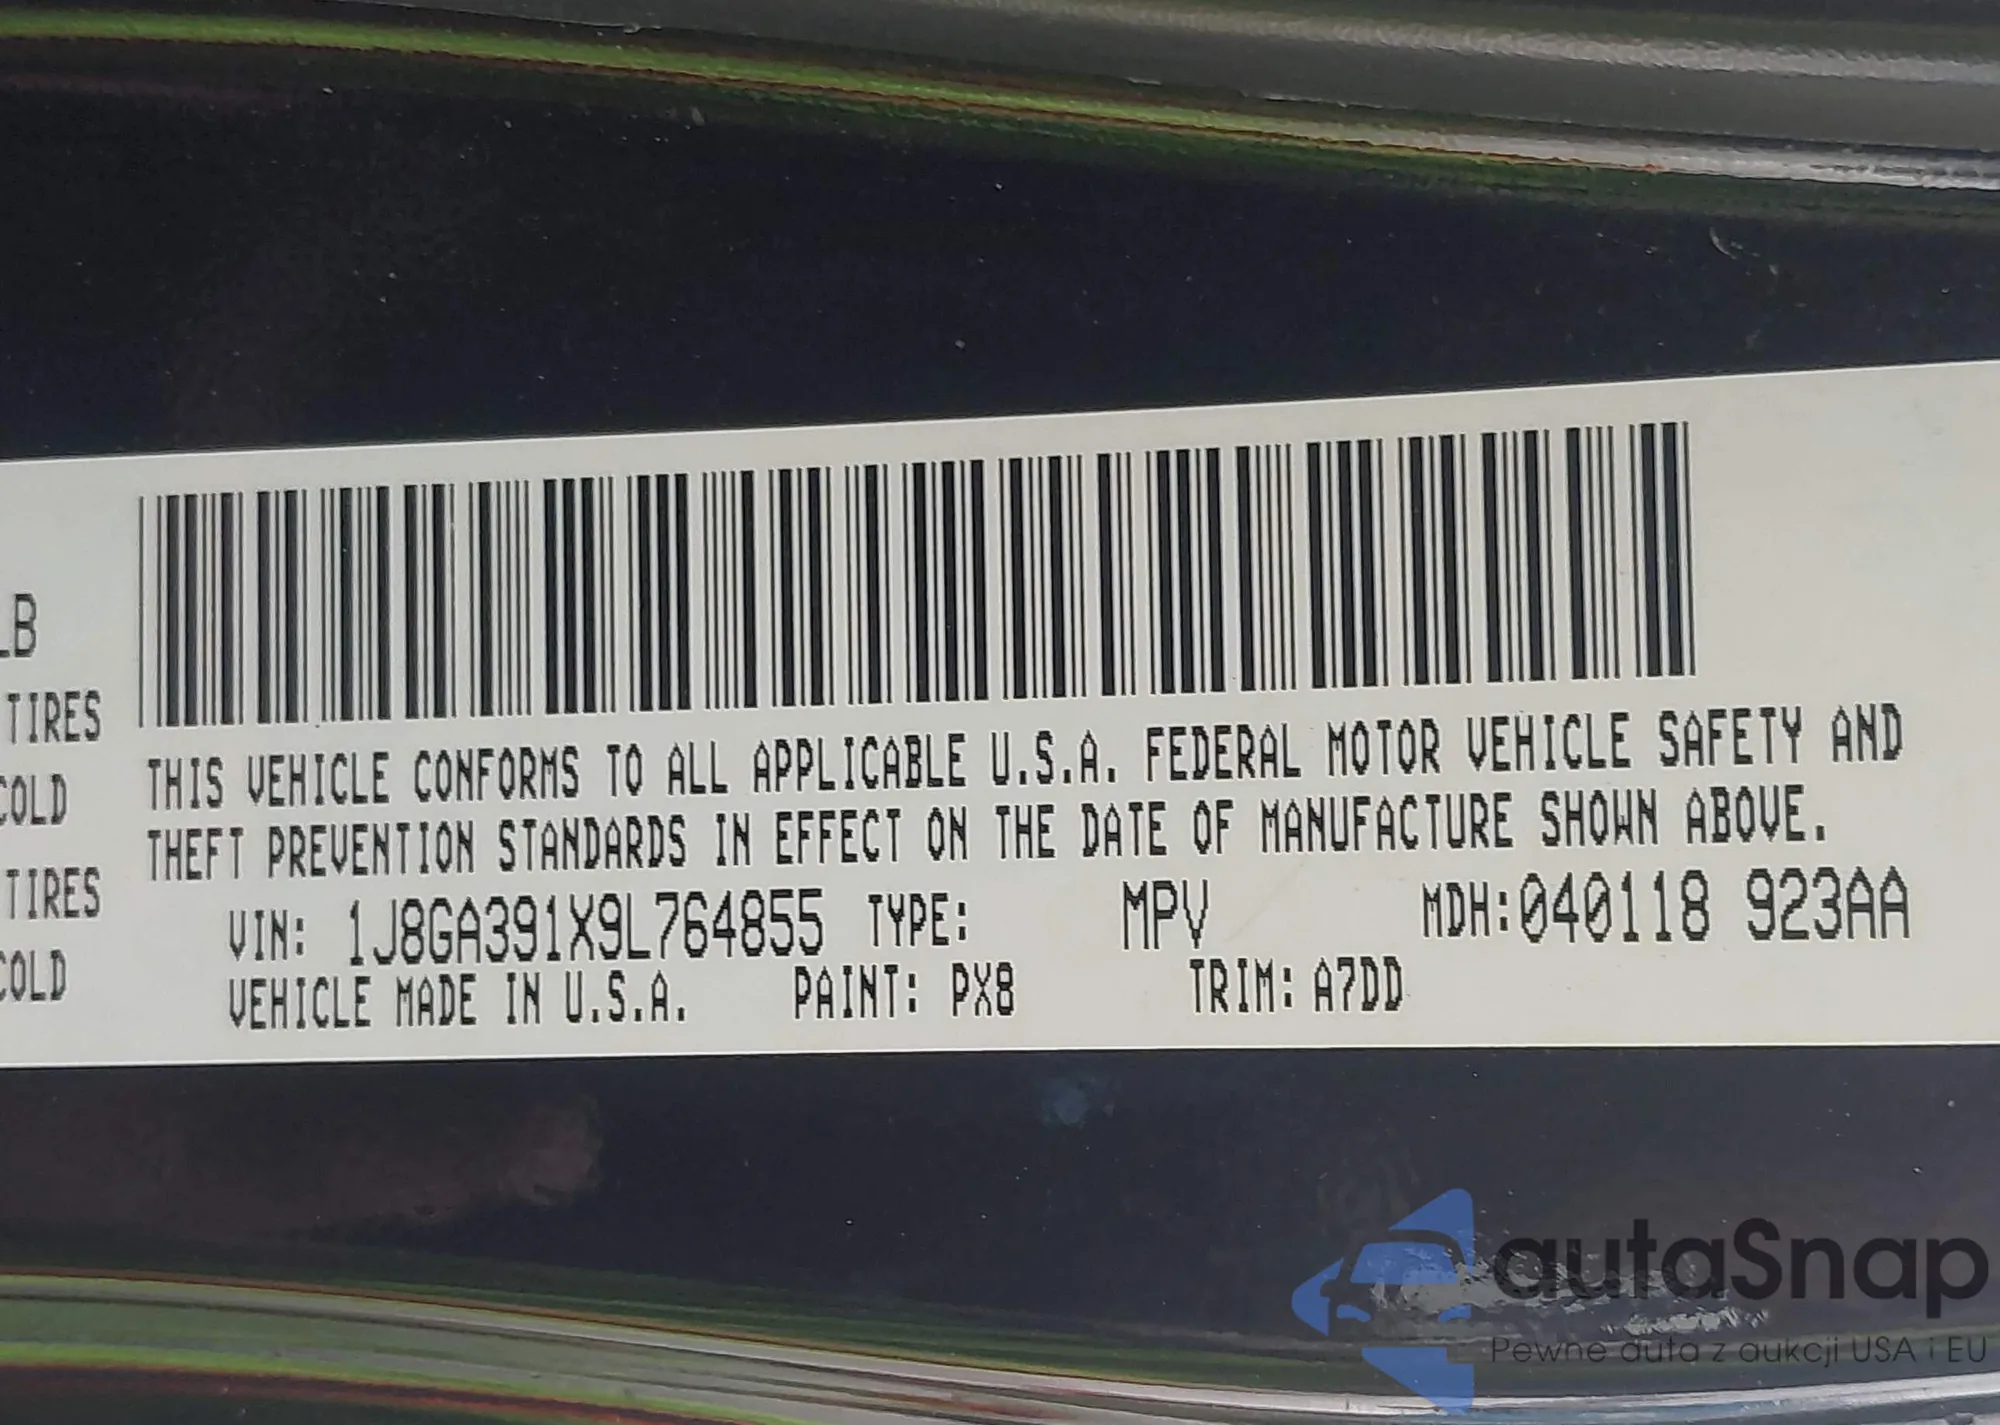 LB
TIRES
COLD
TIRES
COLD
THIS VEHICLE CONFORMS TO ALL APPLICABLE U.S.A. FEDERAL MOTOR VEHICLE SAFETY AND
THEFT PREVENTION STANDARDS IN EFFECT ON THE DATE OF MANUFACTURE SHOWN ABOVE.
VIN: 1J8GA391X9L764855 TYPE: MPV MDH:040118 923AA
VEHICLE MADE IN U.S.A. PAINT: PX8 TRIM: A7DD
autaSnap
Pewne auta z aukcji USA i EU